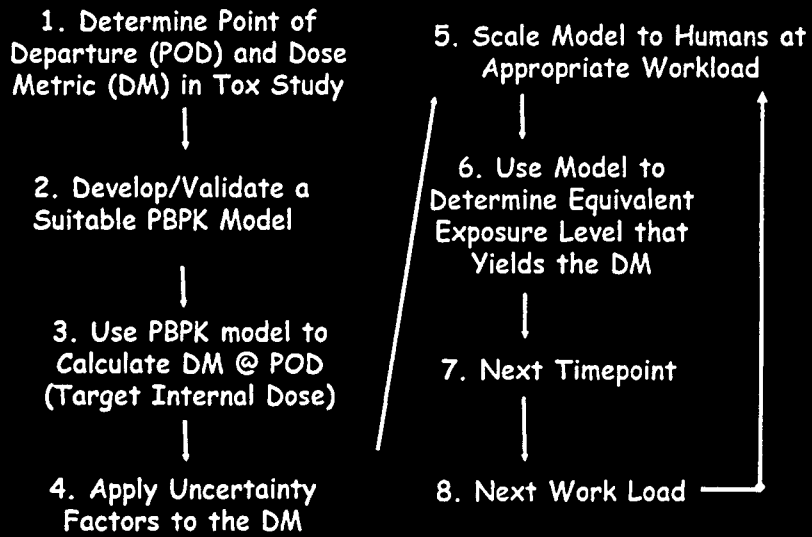 1. Determine Point of
Departure (POD) and Dose
Metric (DM) in Tox Study
2. Develop/Validate a
Suitable PBPK Model
3. Use PBPK model to
Calculate DM @ POD
(Target Internal Dose)
4. Apply Uncertainty
Factors to the DM
5. Scale Model to Humans at
Appropriate Workload
6. Use Model to
Determine Equivalent
Exposure Level that
Yields the DM
7. Next Timepoint
8. Next Work Load